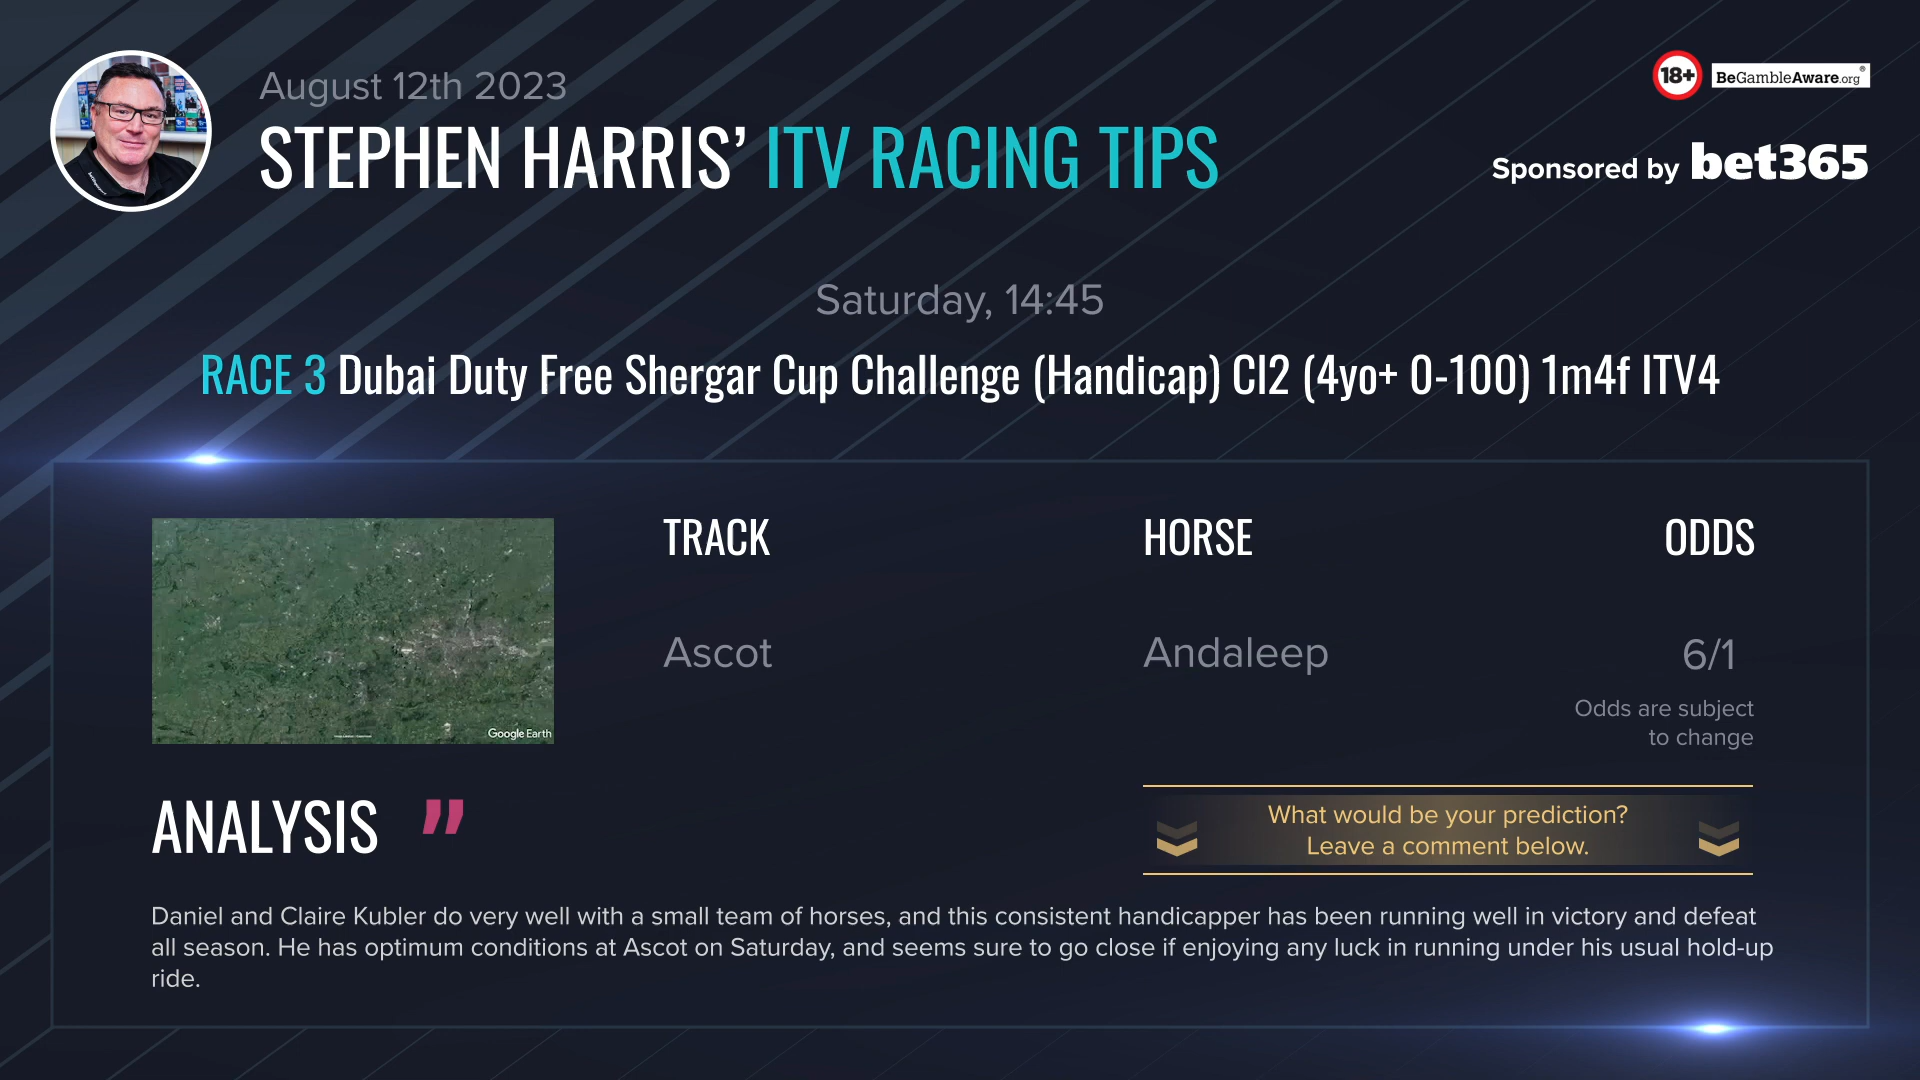 August 12th 2023
STEPHEN HARRIS’ ITV RACING TIPS
18+ BeGambleAware.org®
Sponsored by bet365
Saturday, 14:45
RACE 3 Dubai Duty Free Shergar Cup Challenge (Handicap) Cl2 (4yo+ 0-100) 1m4f ITV4
TRACK HORSE ODDS
Ascot Andaleep 6/1
Odds are subject
to change
Google Earth
ANALYSIS ”
What would be your prediction?
Leave a comment below.
Daniel and Claire Kubler do very well with a small team of horses, and this consistent handicapper has been running well in victory and defeat
all season. He has optimum conditions at Ascot on Saturday, and seems sure to go close if enjoying any luck in running under his usual hold-up
ride.